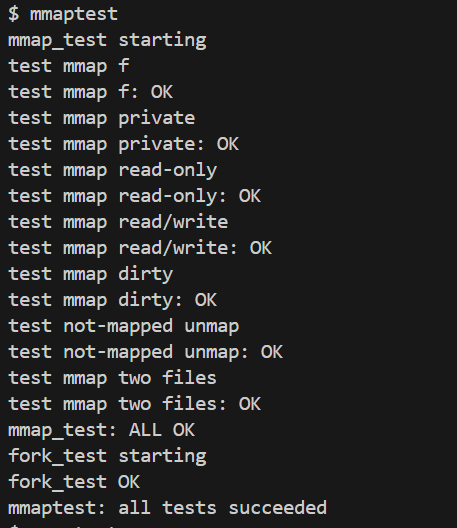 $ mmaptest
mmap_test starting
test mmap f
test mmap f: OK
test mmap private
test mmap private: OK
test mmap read-only
test mmap read-only: OK
test mmap read/write
test mmap read/write: OK
test mmap dirty
test mmap dirty: OK
test not-mapped unmap
test not-mapped unmap: OK
test mmap two files
test mmap two files: OK
mmap_test: ALL OK
fork_test starting
fork_test OK
mmaptest: all tests succeeded